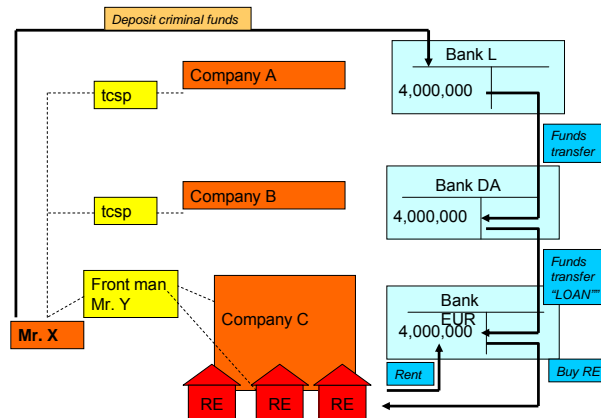 Deposit criminal funds
Bank L
Company A
tcsp
4,000,000
Funds
transfer
Bank DA
Company B
tcsp
4,000,000
Funds
transfer
"LOAN""
Front man
Mr. Y
Bank
EUR
Company C
4,000,000
Mr. X
Rent
Buy RE
RE
RE
RE